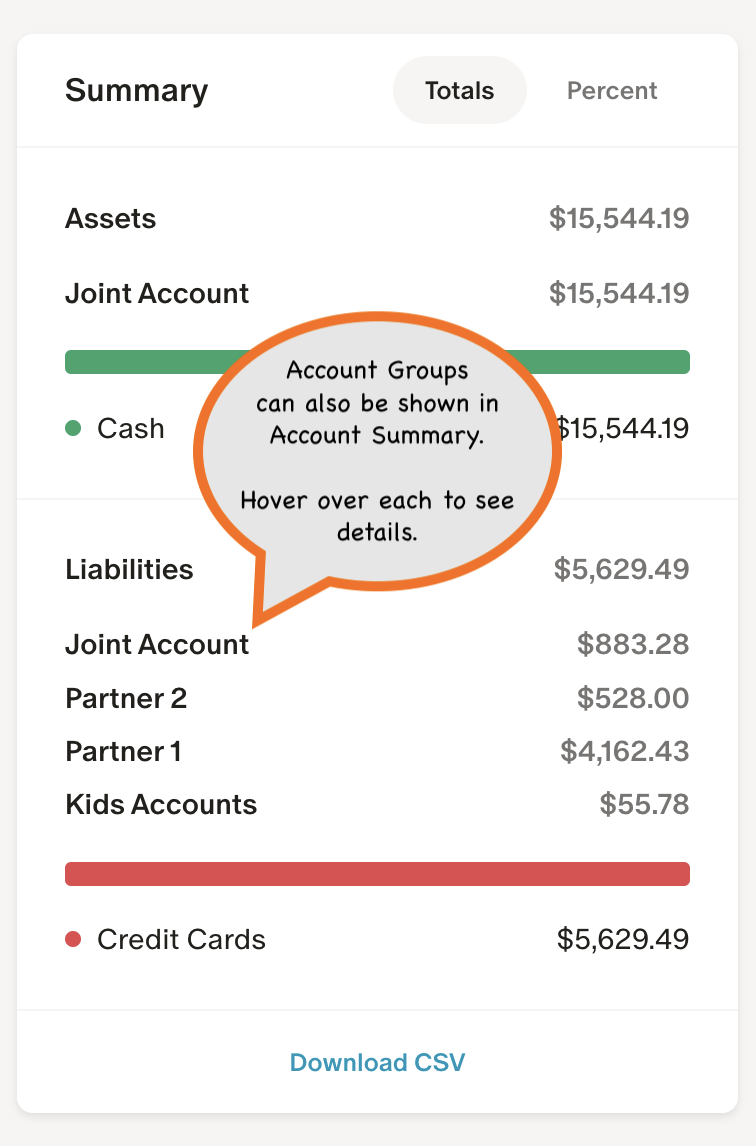 Summary Totals Percent
Assets $15,544.19
Joint Account $15,544.19
Account Groups
can also be shown in
Account Summary.
Cash $15,544.19
Hover over each to see
details.
Liabilities $5,629.49
Joint Account $883.28
Partner 2 $528.00
Partner 1 $4,162.43
Kids Accounts $55.78
Credit Cards $5,629.49
Download CSV